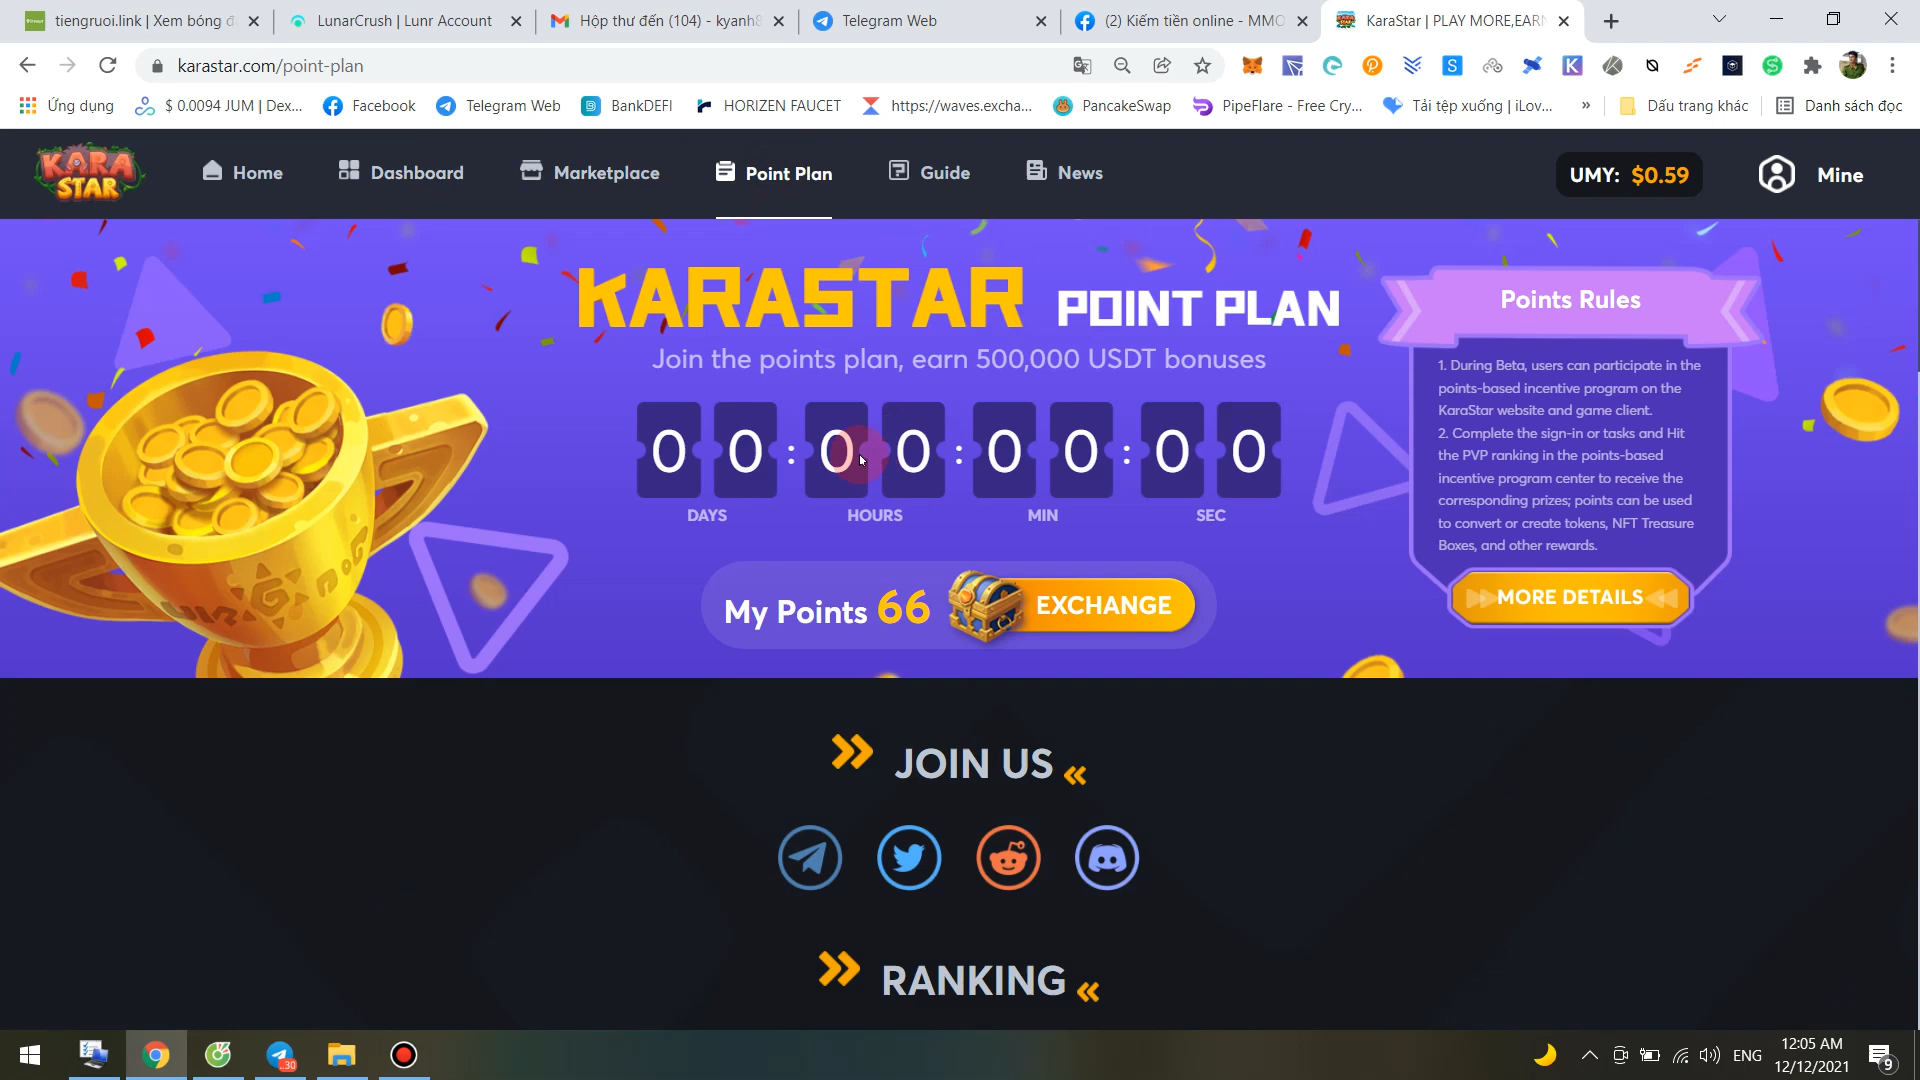 tiengruoi.link | Xem bóng đ
LunarCrush | Lunr Account
Hộp thư đến (104) - kyanh8
Telegram Web
(2) Kiếm tiền online - MMO
KaraStar | PLAY MORE,EARN
karastar.com/point-plan
Ứng dụng
$ 0.0094 JUM | Dex...
Facebook
Telegram Web
BankDEFI
HORIZEN FAUCET
https://waves.excha...
PancakeSwap
PipeFlare - Free Cry...
Tải tệp xuống | iLov...
»
Dấu trang khác
Danh sách đọc
KARA
STAR
Home
Dashboard
Marketplace
Point Plan
Guide
News
UMY: $0.59
Mine
KARASTAR POINT PLAN
Join the points plan, earn 500,000 USDT bonuses
0 0 : 0 0 : 0 0 : 0 0
DAYS HOURS MIN SEC
My Points 66
EXCHANGE
Points Rules
1. During Beta, users can participate in the
points-based incentive program on the
KaraStar website and game client.
2. Complete the sign-in or tasks and Hit
the PVP ranking in the points-based
incentive program center to receive the
corresponding prizes; points can be used
to convert or create tokens, NFT Treasure
Boxes, and other rewards.
MORE DETAILS
JOIN US
RANKING
30
ENG
12:05 AM
12/12/2021
9